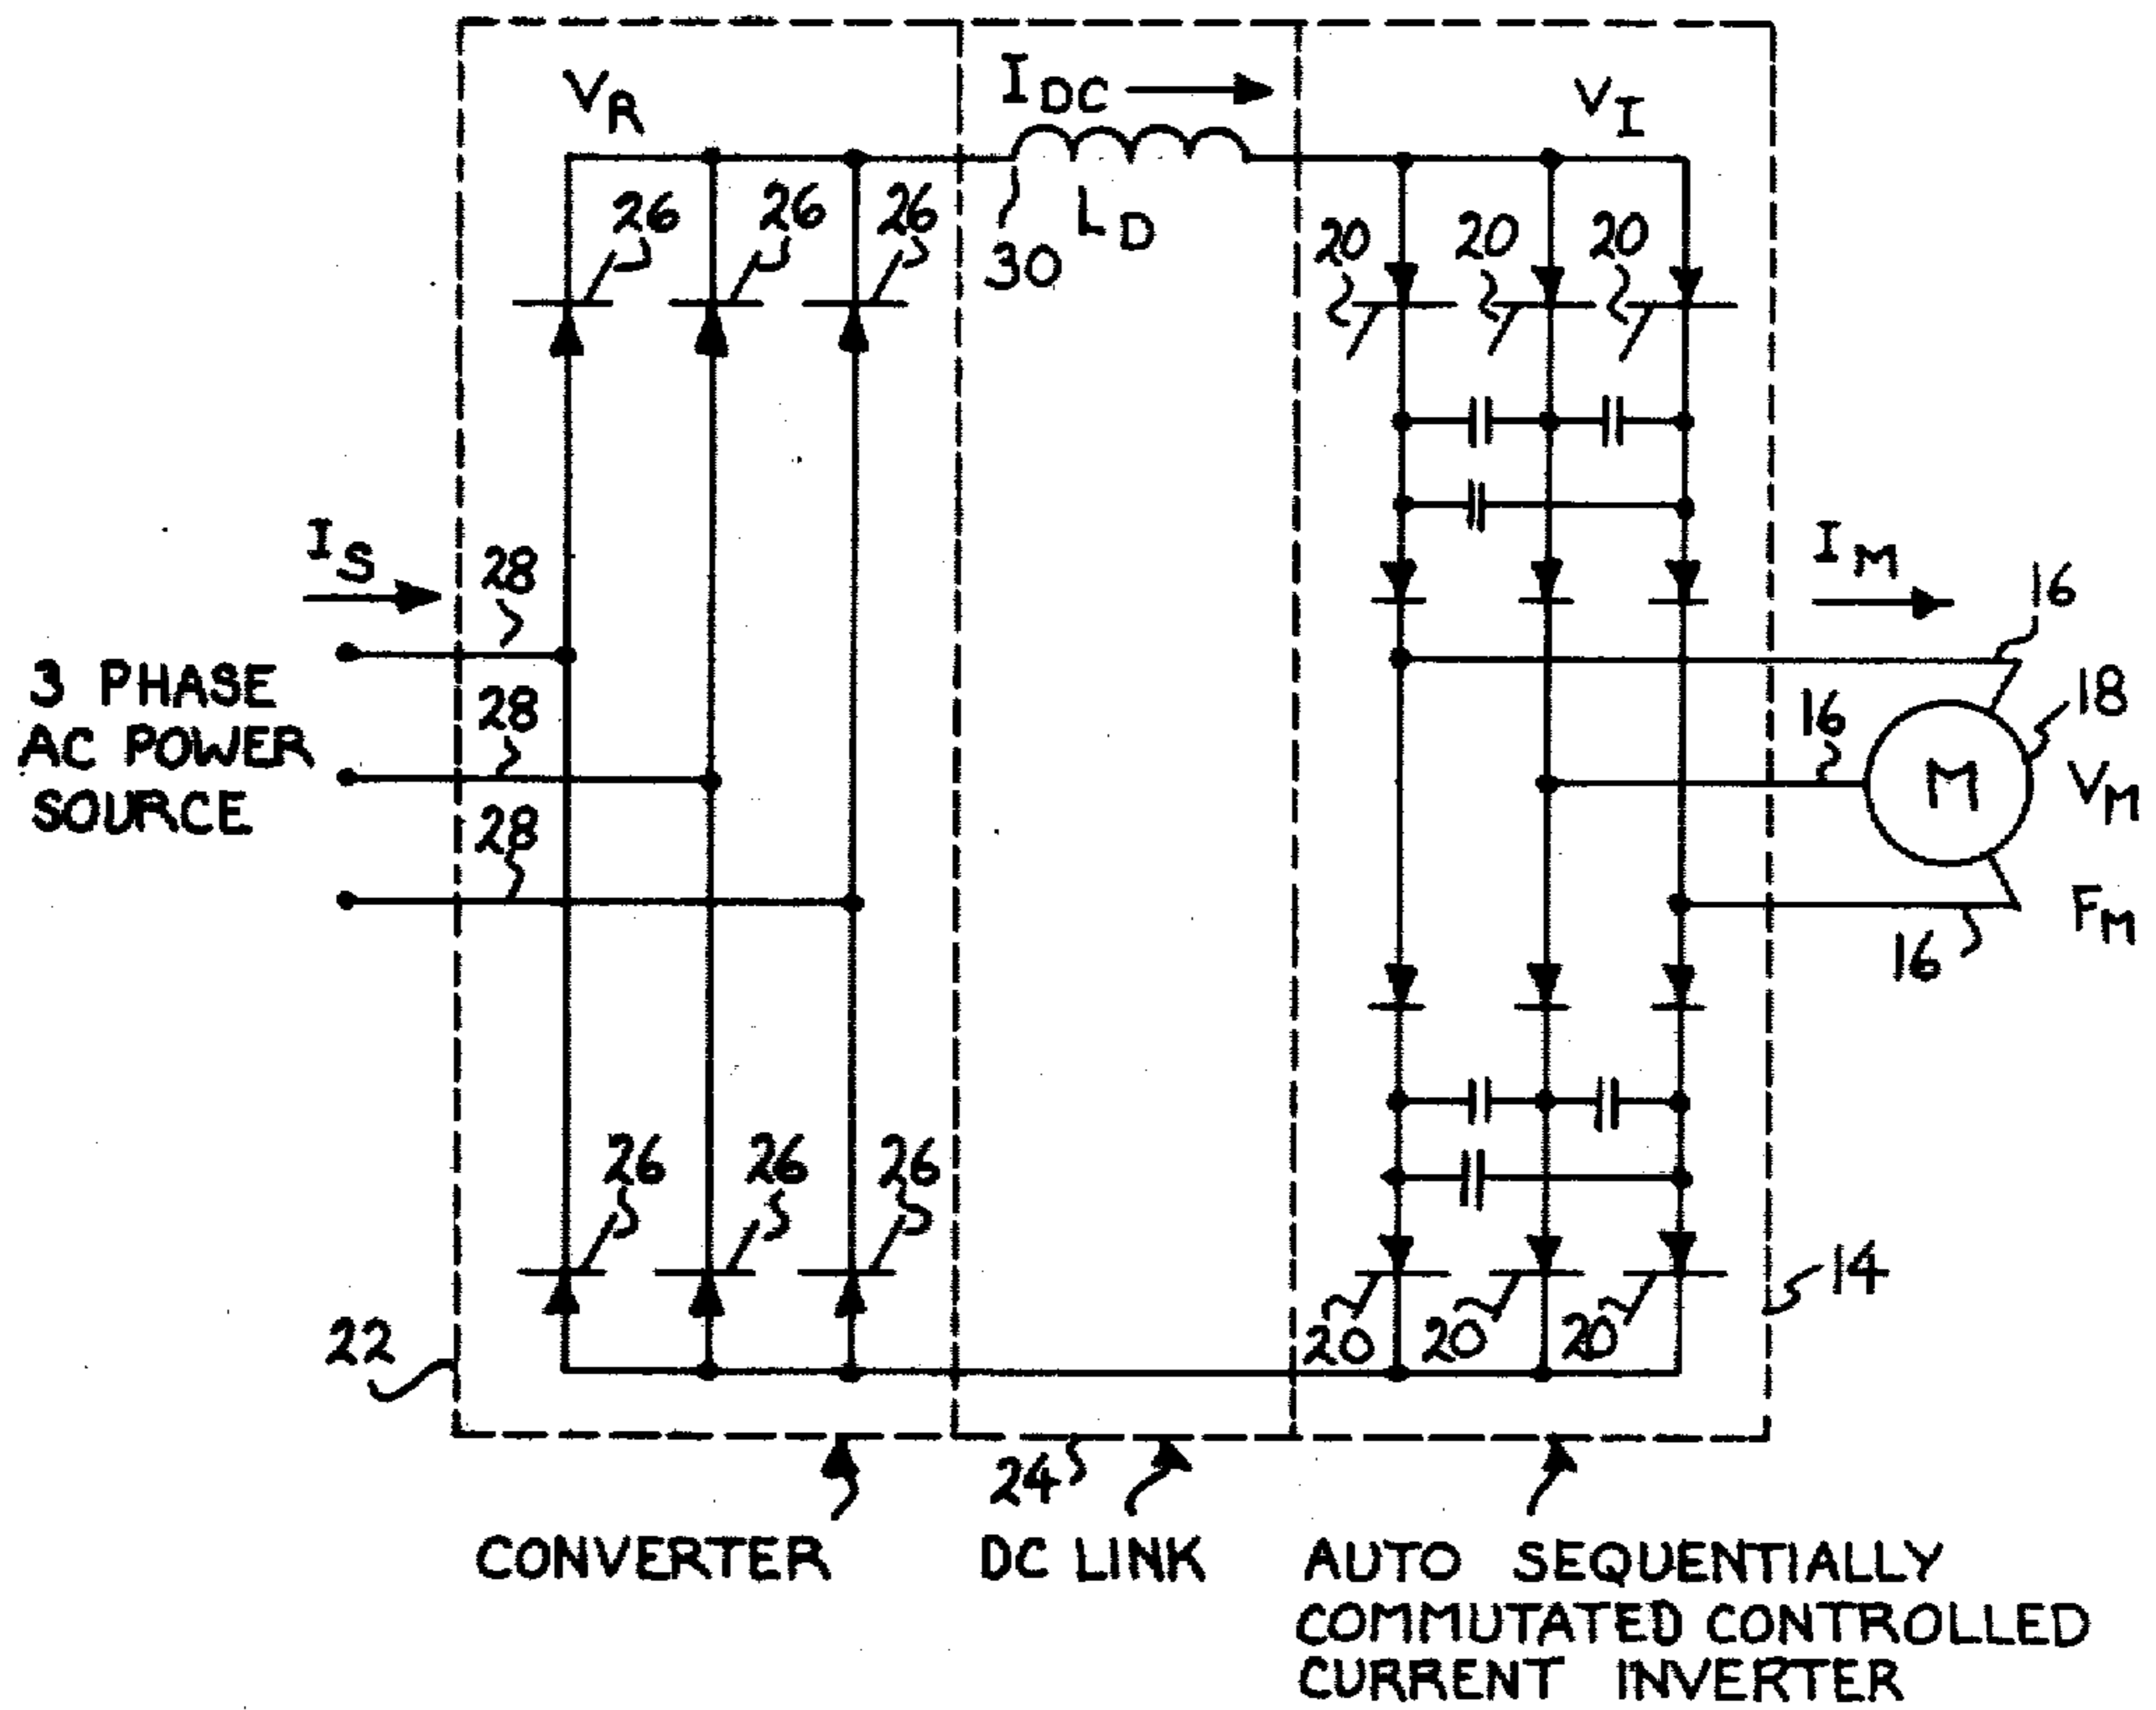 V_R
I_DC
V_I
26 26 26
30
L_D
20 20 20
I_S
28
3 PHASE
AC POWER
SOURCE
28
28
I_M
16
18
16
M
V_M
F_M
16
26 26 26
22
20 20 20
14
24
CONVERTER
DC LINK
AUTO SEQUENTIALLY
COMMUTATED CONTROLLED
CURRENT INVERTER